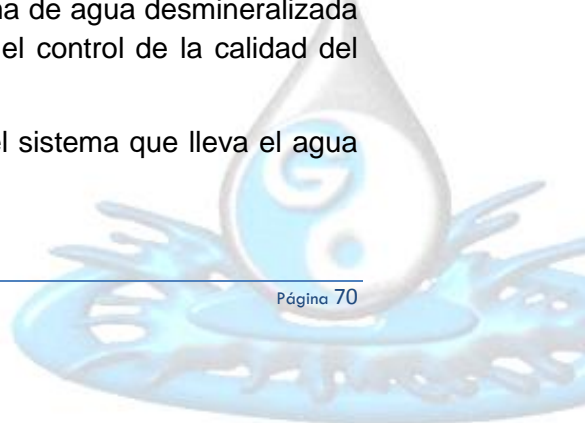 na de agua desmineralizada
el control de la calidad del
el sistema que lleva el agua
G
Página 70